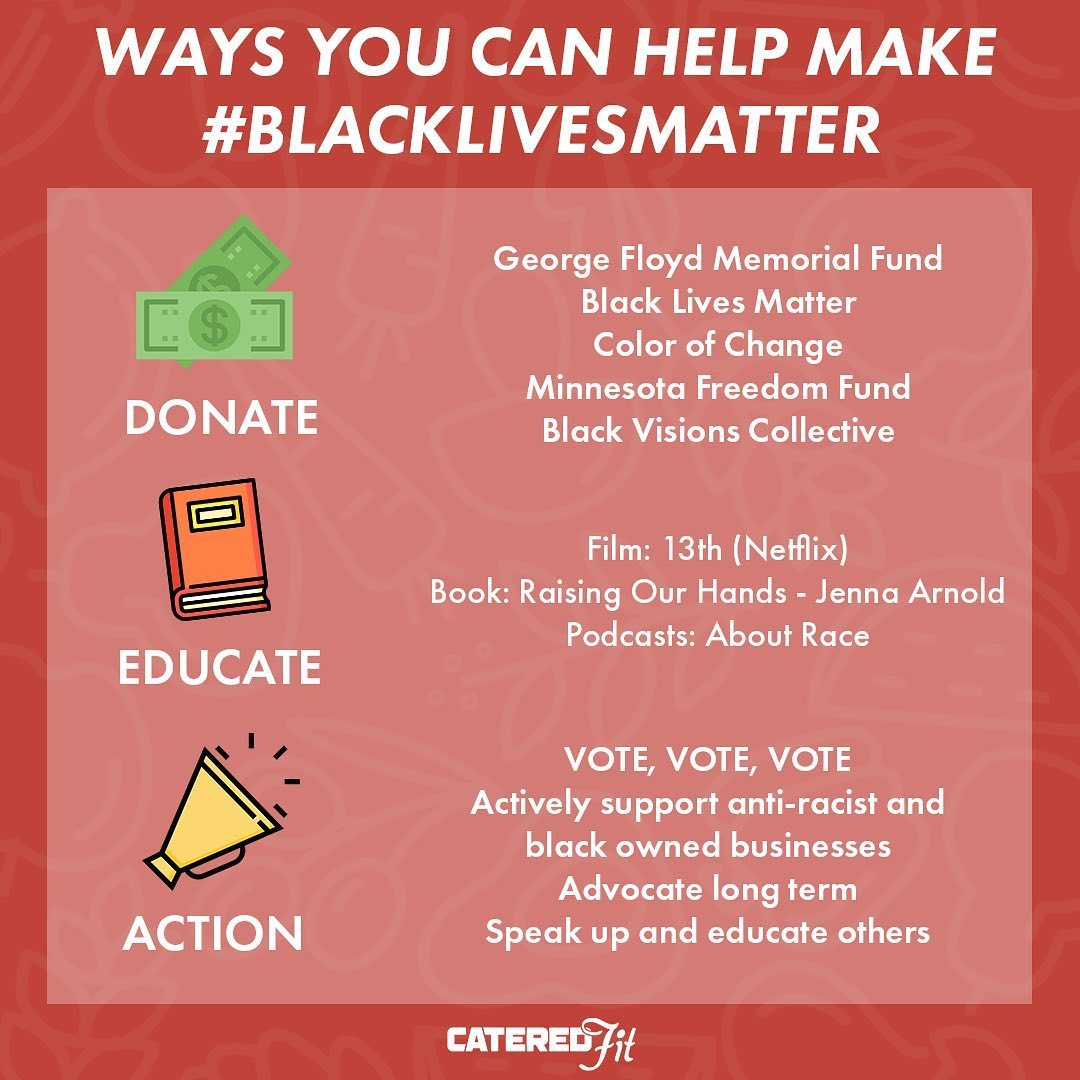 WAYS YOU CAN HELP MAKE
#BLACKLIVESMATTER
$
$
DONATE
George Floyd Memorial Fund
Black Lives Matter
Color of Change
Minnesota Freedom Fund
Black Visions Collective
EDUCATE
Film: 13th (Netflix)
Book: Raising Our Hands - Jenna Arnold
Podcasts: About Race
ACTION
VOTE, VOTE, VOTE
Actively support anti-racist and
black owned businesses
Advocate long term
Speak up and educate others
CATERED Fit